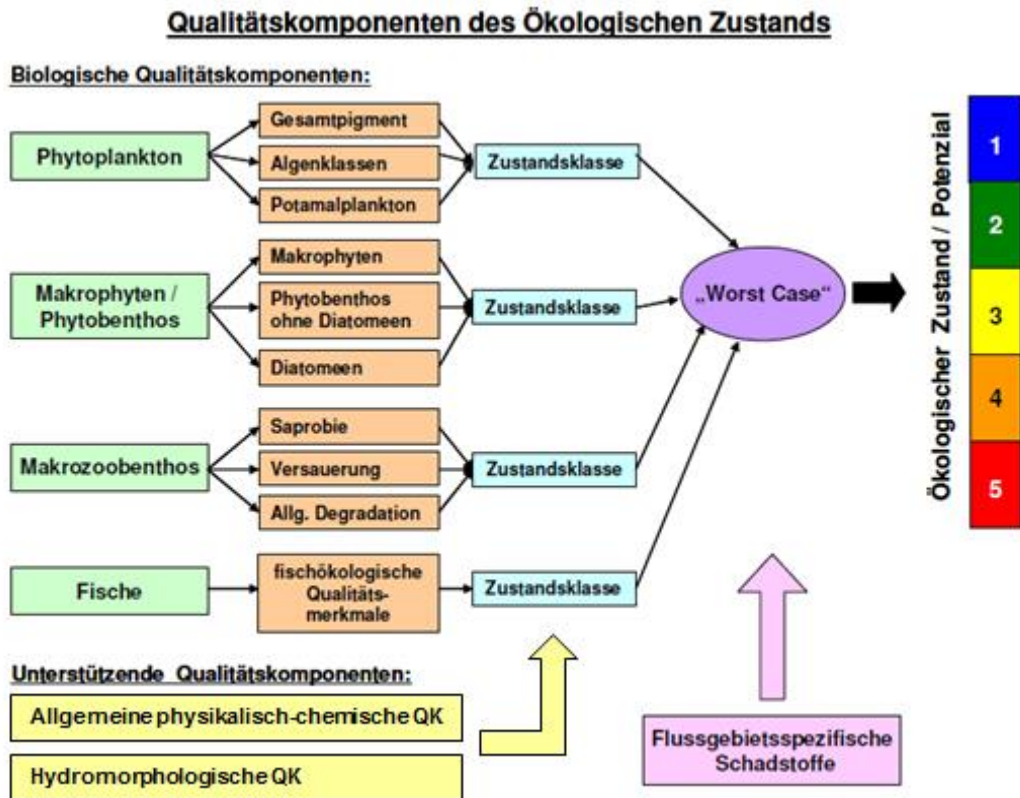 Qualitätskomponenten des Ökologischen Zustands
Biologische Qualitätskomponenten:
Phytoplankton
Gesamtpigment
Algenklassen
Potamalplankton
Zustandsklasse
Makrophyten /
Phytobenthos
Makrophyten
Phytobenthos
ohne Diatomeen
Diatomeen
Zustandsklasse
Makrozoobenthos
Saprobie
Versauerung
Allg. Degradation
Zustandsklasse
Fische
fischökologische
Qualitäts-
merkmale
Zustandsklasse
„Worst Case“
Ökologischer Zustand / Potenzial
1
2
3
4
5
Unterstützende Qualitätskomponenten:
Allgemeine physikalisch-chemische QK
Hydromorphologische QK
Flussgebietsspezifische
Schadstoffe